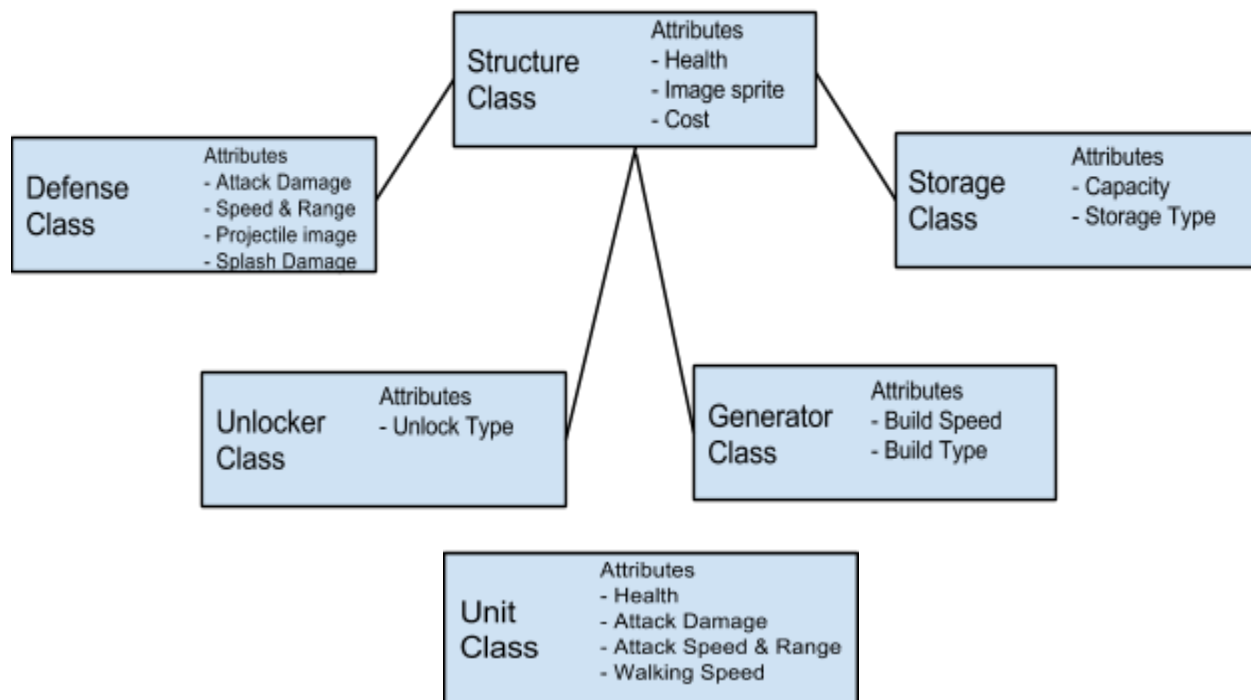 Structure
Class
Attributes
- Health
- Image sprite
- Cost
Defense
Class
Attributes
- Attack Damage
- Speed & Range
- Projectile image
- Splash Damage
Storage
Class
Attributes
- Capacity
- Storage Type
Unlocker
Class
Attributes
- Unlock Type
Generator
Class
Attributes
- Build Speed
- Build Type
Unit
Class
Attributes
- Health
- Attack Damage
- Attack Speed & Range
- Walking Speed